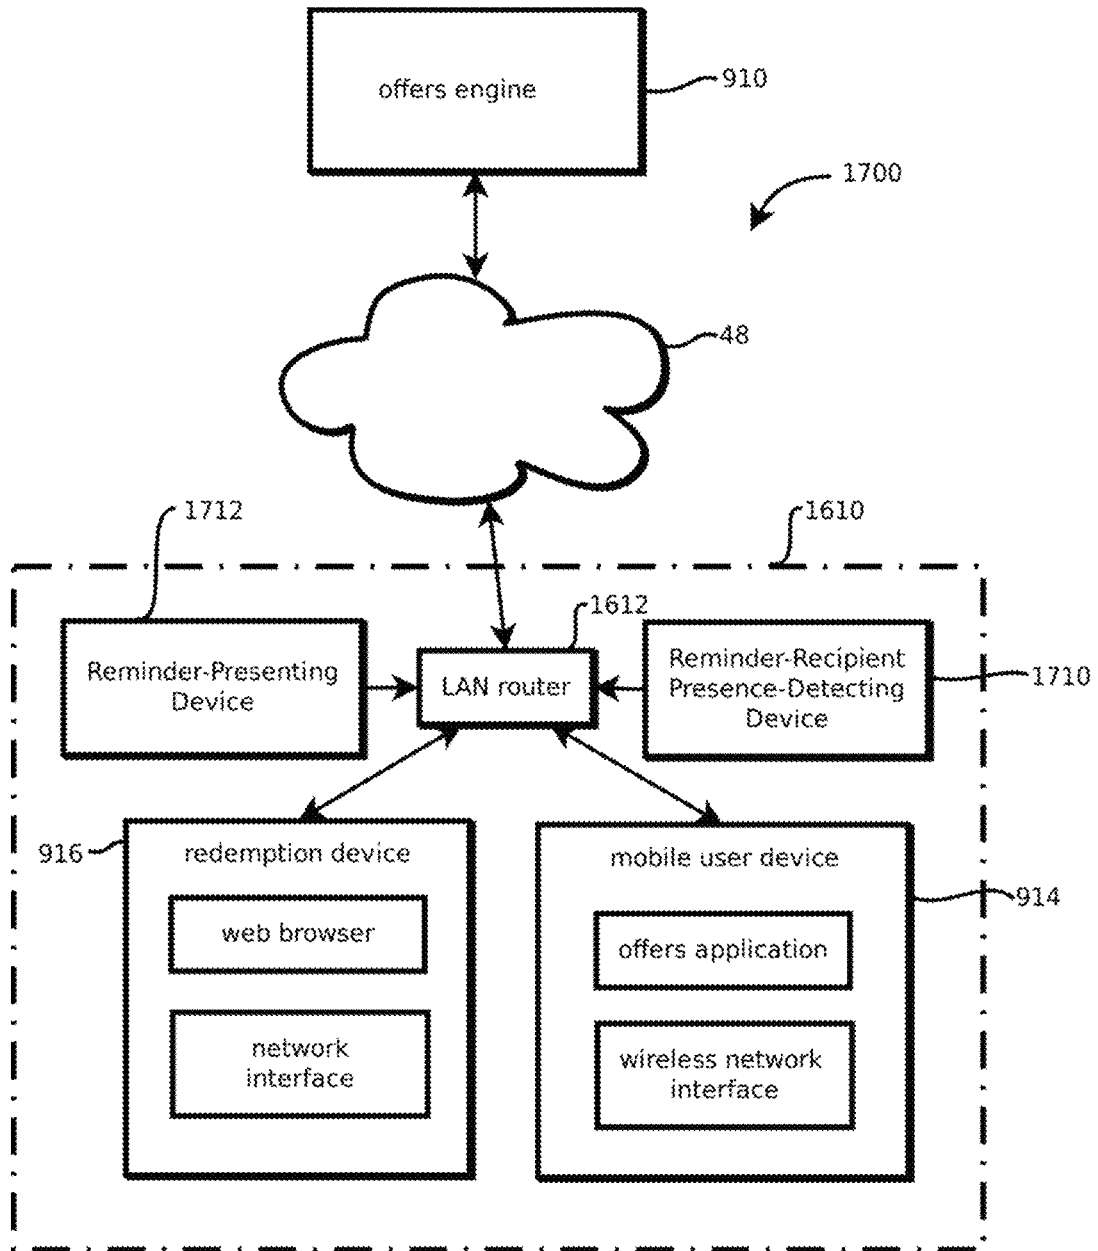 offers engine
910
1700
48
1712
1610
1612
Reminder-Presenting
Device
LAN router
Reminder-Recipient
Presence-Detecting
Device
1710
916
redemption device
web browser
network
interface
mobile user device
914
offers application
wireless network
interface